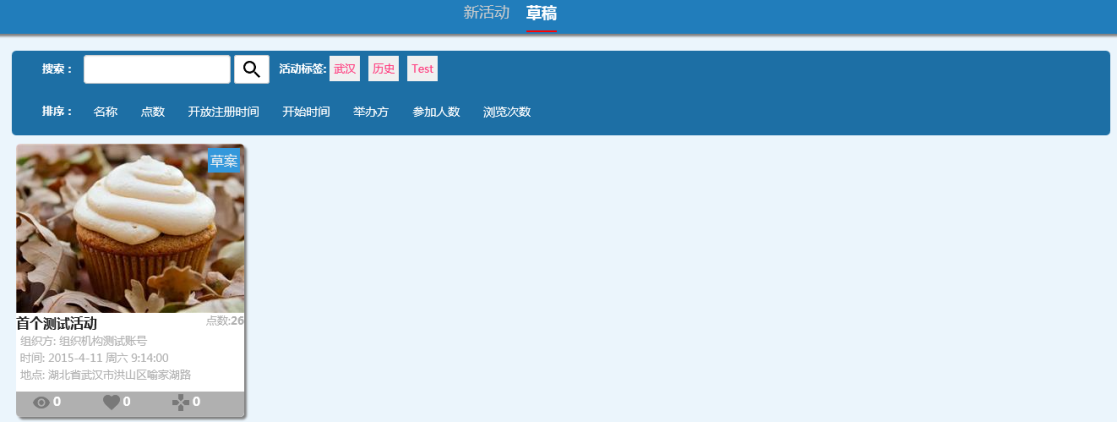 新活动 草稿
搜索： 活动标签: 武汉 历史 Test
排序： 名称 点数 开放注册时间 开始时间 举办方 参加人数 浏览次数
草案
首个测试活动 点数:26
组织方: 组织机构测试账号
时间: 2015-4-11 周六 9:14:00
地点: 湖北省武汉市洪山区喻家湖路
0 0 0